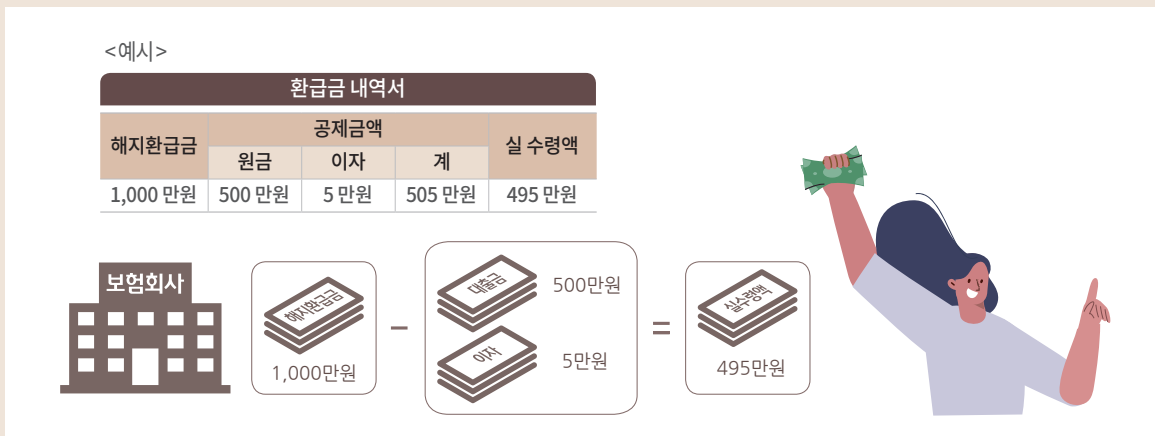 <예시>
환급금 내역서
해지환급금 공제금액 실 수령액
원금 이자 계
1,000 만원 500 만원 5 만원 505 만원 495 만원
보험회사
해지환급금
1,000만원
–
대출금
500만원
이자
5만원
=
실수령액
495만원